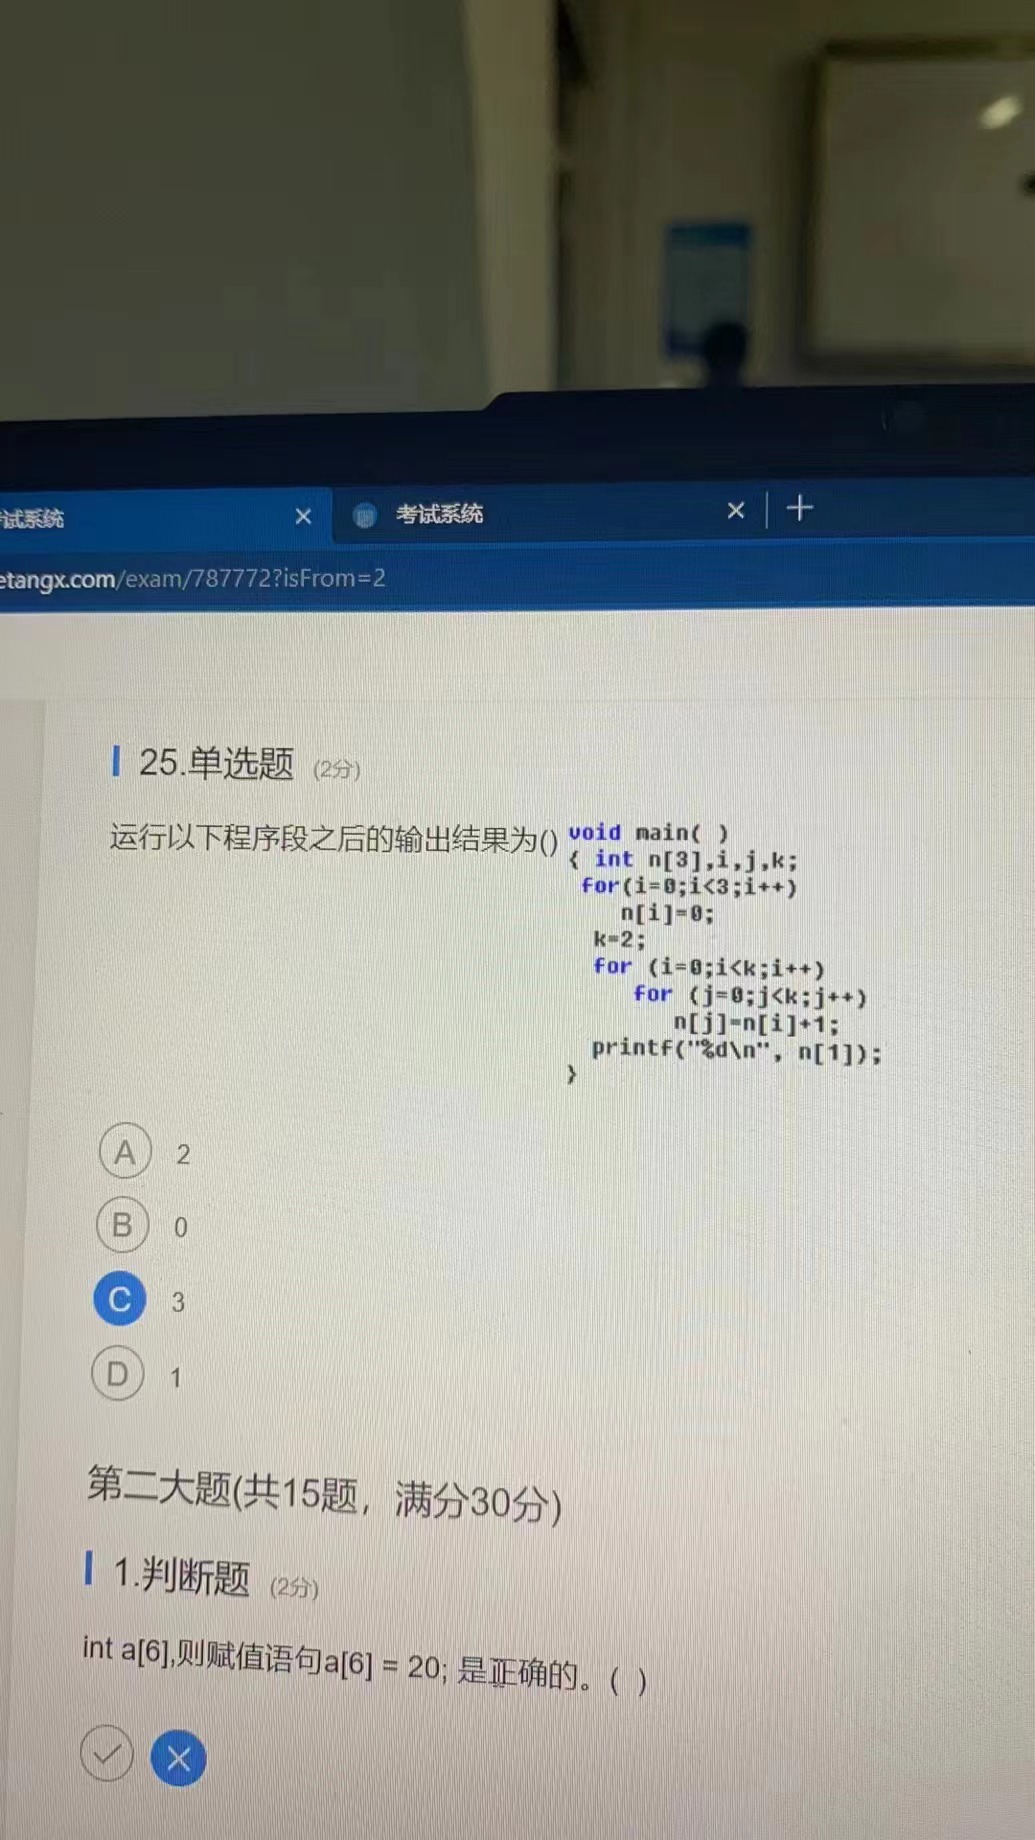 试系统
考试系统
etangx.com/exam/787772?isFrom=2
25.单选题 (2分)
运行以下程序段之后的输出结果为()
void main( )
{ int n[3],i,j,k;
for(i=0;i<3;i++)
n[i]=0;
k=2;
for (i=0;i<k;i++)
for (j=0;j<k;j++)
n[j]=n[i]+1;
printf("%d\n", n[1]);
}
A 2
B 0
C 3
D 1
第二大题(共15题，满分30分)
1.判断题 (2分)
int a[6],则赋值语句a[6] = 20; 是正确的。( )